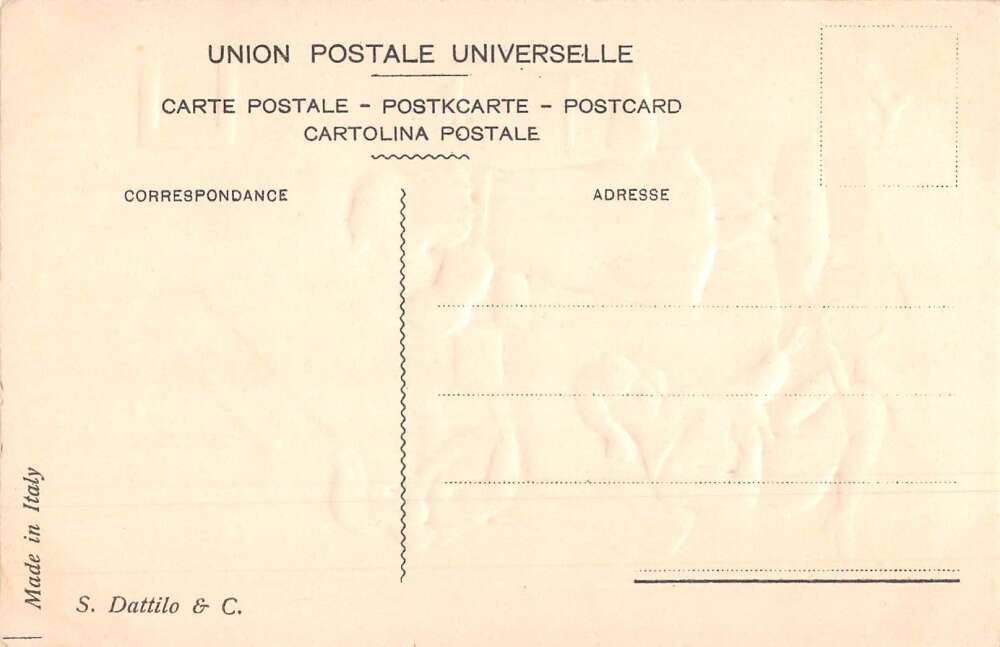 UNION POSTALE UNIVERSELLE
CARTE POSTALE - POSTKCARTE - POSTCARD
CARTOLINA POSTALE
CORRESPONDANCE
ADRESSE
Made in Italy
S. Dattilo & C.